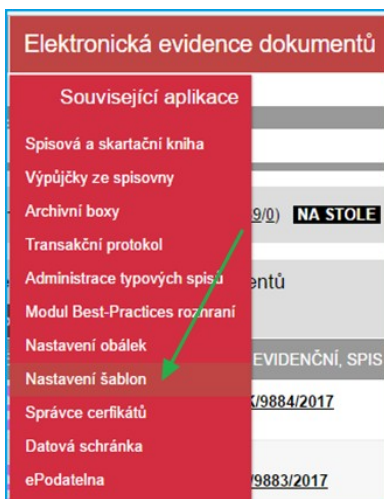 Elektronická evidence dokumentů
Související aplikace
Spisová a skartační kniha
Výpůjčky ze spisovny
Archivní boxy
9/0) NA STOLE
Transakční protokol
Administrace typových spisů
entů
Modul Best-Practices rozhraní
Nastavení obálek
EVIDENČNÍ, SPIS
Nastavení šablon
Správce cerfikátů
/9884/2017
Datová schránka
ePodatelna
/9883/2017